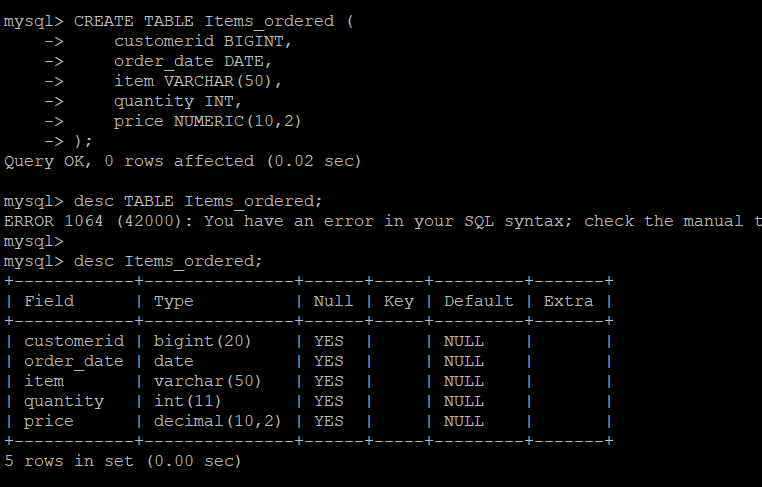 mysql> CREATE TABLE Items_ordered (
    ->     customerid BIGINT,
    ->     order_date DATE,
    ->     item VARCHAR(50),
    ->     quantity INT,
    ->     price NUMERIC(10,2)
    -> );
Query OK, 0 rows affected (0.02 sec)

mysql> desc TABLE Items_ordered;
ERROR 1064 (42000): You have an error in your SQL syntax; check the manual t
mysql>
mysql> desc Items_ordered;
+------------+---------------+------+-----+---------+-------+
| Field      | Type          | Null | Key | Default | Extra |
+------------+---------------+------+-----+---------+-------+
| customerid | bigint(20)    | YES  |     | NULL    |       |
| order_date | date          | YES  |     | NULL    |       |
| item       | varchar(50)   | YES  |     | NULL    |       |
| quantity   | int(11)       | YES  |     | NULL    |       |
| price      | decimal(10,2) | YES  |     | NULL    |       |
+------------+---------------+------+-----+---------+-------+
5 rows in set (0.00 sec)